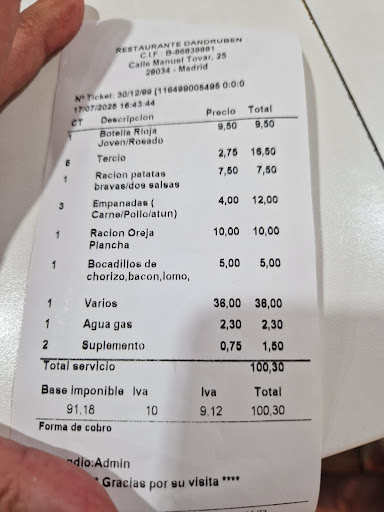 RESTAURANTE DANDRUBEN
C.I.F.: B-86839891
Calle Manuel Tovar, 25
28034 - Madrid
Nº Ticket: 30/12/99 [116499005495 0:0:0
17/07/2025 16:43:44
CT Descripcion Precio Total
1 Botella Rioja 9,50 9,50
Joven/Rosado
6 Tercio 2,75 16,50
1 Racion patatas 7,50 7,50
bravas/dos salsas
3 Empanadas ( 4,00 12,00
Carne/Pollo/atun)
1 Racion Oreja 10,00 10,00
Plancha
1 Bocadillos de 5,00 5,00
chorizo,bacon,lomo,
1 Varios 36,00 36,00
1 Agua gas 2,30 2,30
2 Suplemento 0,75 1,50
Total servicio 100,30
Base imponible Iva Iva Total
91,18 10 9,12 100,30
Forma de cobro
ndio:Admin
Gracias por su visita ****